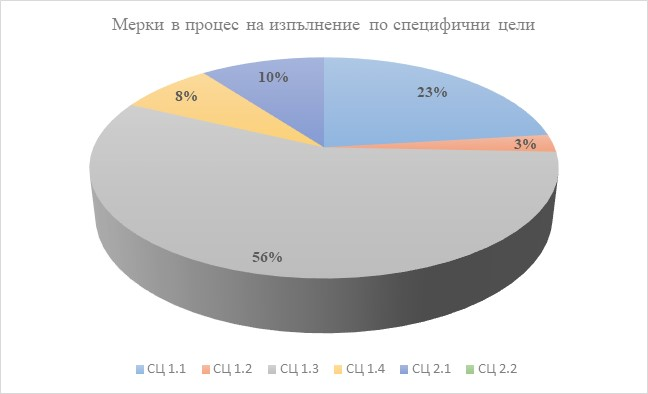 Мерки в процес на изпълнение по специфични цели
10%
23%
8%
3%
56%
СЦ 1.1 СЦ 1.2 СЦ 1.3 СЦ 1.4 СЦ 2.1 СЦ 2.2